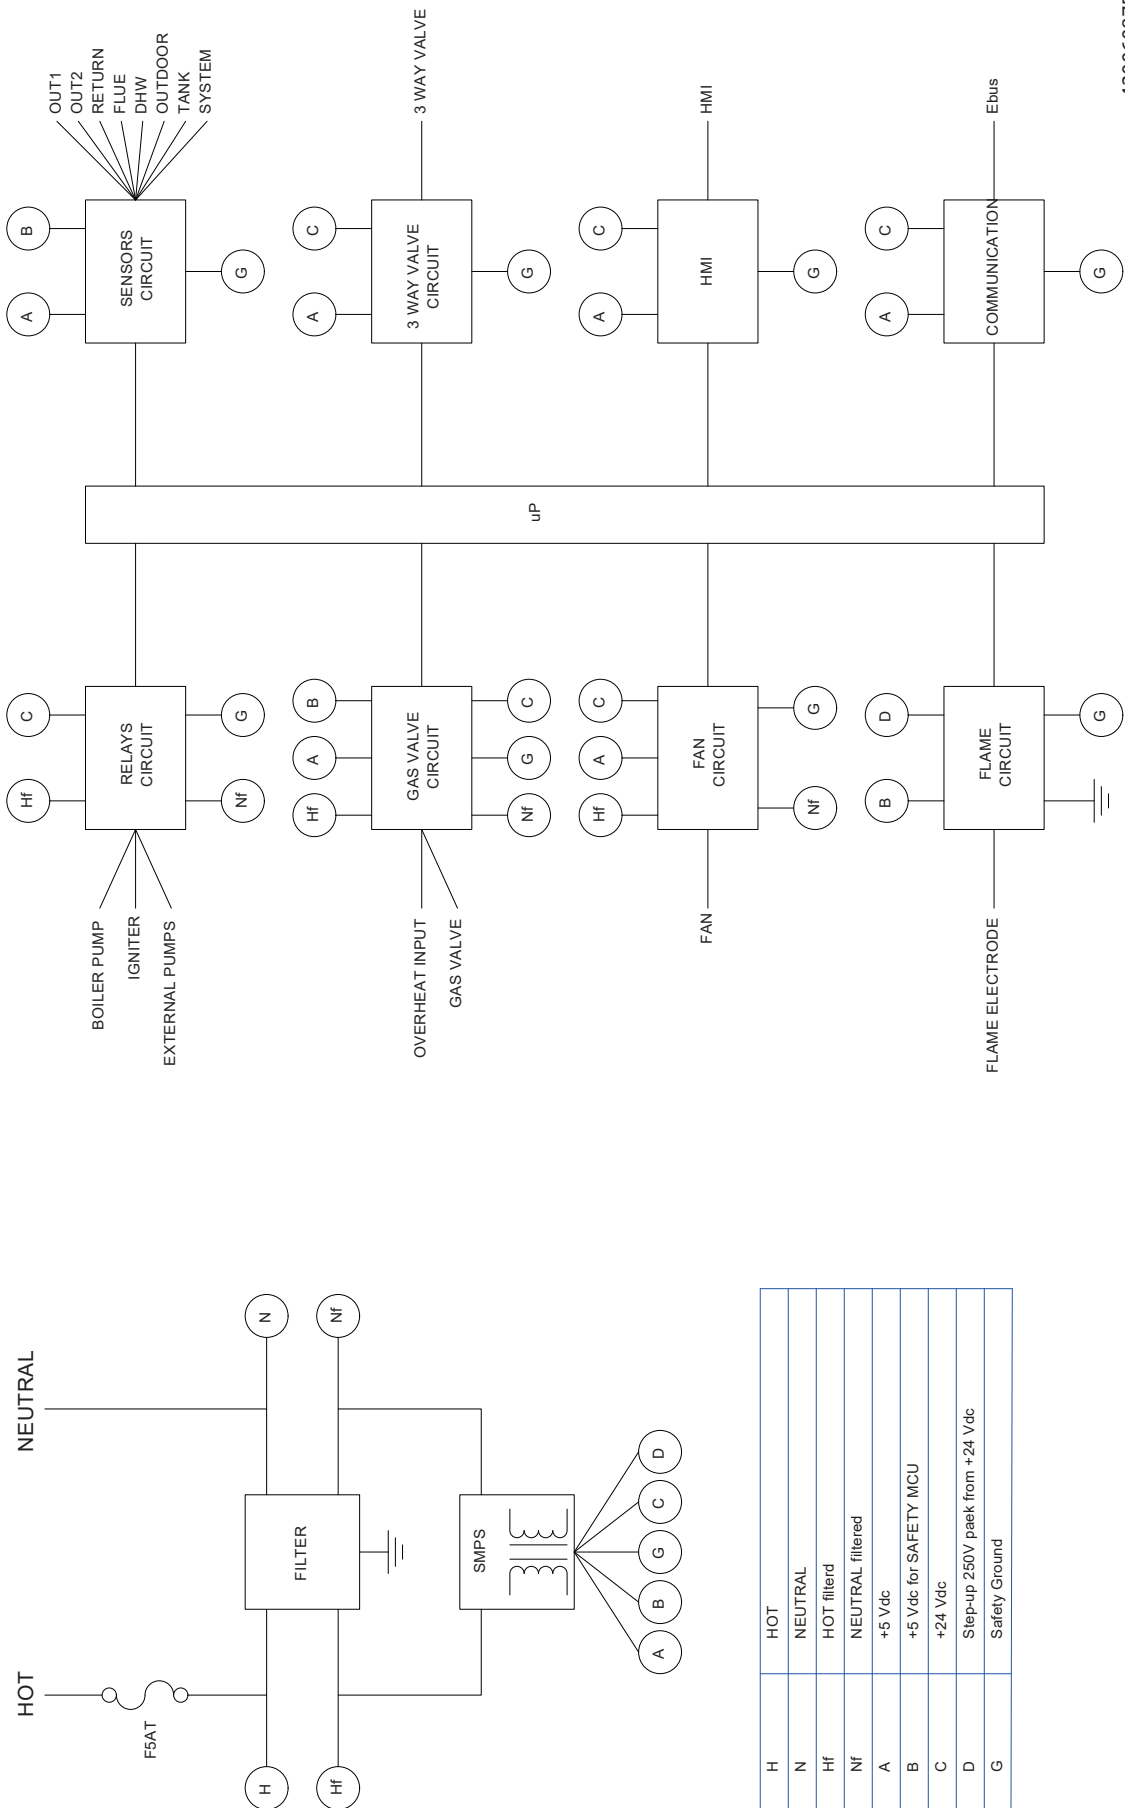 HOT
NEUTRAL
F5AT
H
N
FILTER
Hf
Nf
SMPS
A
B
G
C
D
H HOT
N NEUTRAL
Hf HOT filterd
Nf NEUTRAL filtered
A +5 Vdc
B +5 Vdc for SAFETY MCU
C +24 Vdc
D Step-up 250V paek from +24 Vdc
G Safety Ground
Hf
C
BOILER PUMP
IGNITER
EXTERNAL PUMPS
RELAYS
CIRCUIT
Nf
G
Hf
A
B
OVERHEAT INPUT
GAS VALVE
GAS VALVE
CIRCUIT
Nf
G
C
Hf
A
C
FAN
FAN
CIRCUIT
Nf
G
B
D
FLAME ELECTRODE
FLAME
CIRCUIT
G
uP
A
B
SENSORS
CIRCUIT
OUT1
OUT2
RETURN
FLUE
DHW
OUTDOOR
TANK
SYSTEM
G
A
C
3 WAY VALVE
CIRCUIT
3 WAY VALVE
G
A
C
HMI
HMI
G
A
C
COMMUNICATION
Ebus
G